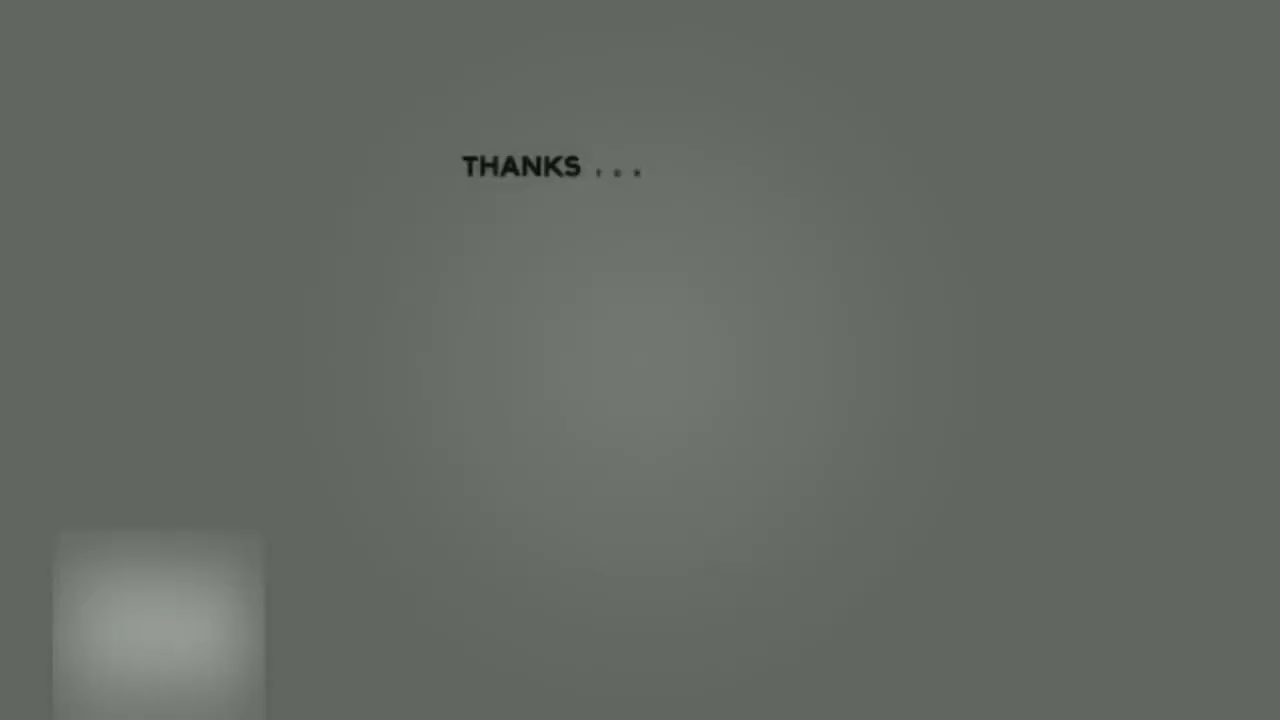 THANKS . . .